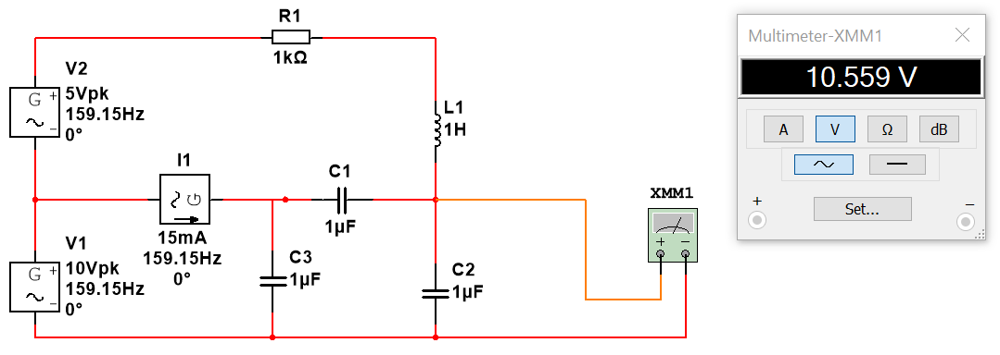 R1
1kΩ
V2
G +
5Vpk
159.15Hz
0°
−
L1
1H
I1
G
15mA
159.15Hz
0°
C1
1µF
V1
G +
10Vpk
159.15Hz
0°
−
C3
1µF
C2
1µF
XMM1
+ −
Multimeter-XMM1
10.559 V
A V Ω dB
+ Set... −